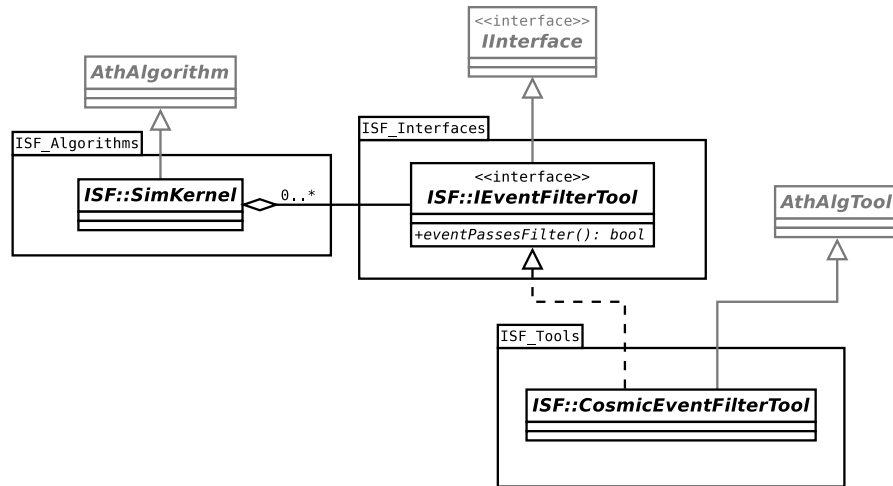 <<interface>>
IInterface
AthAlgorithm
ISF_Interfaces
ISF_Algorithms
<<interface>>
ISF::SimKernel
0..*
ISF::IEventFilterTool
AthAlgTool
+eventPassesFilter(): bool
ISF_Tools
ISF::CosmicEventFilterTool